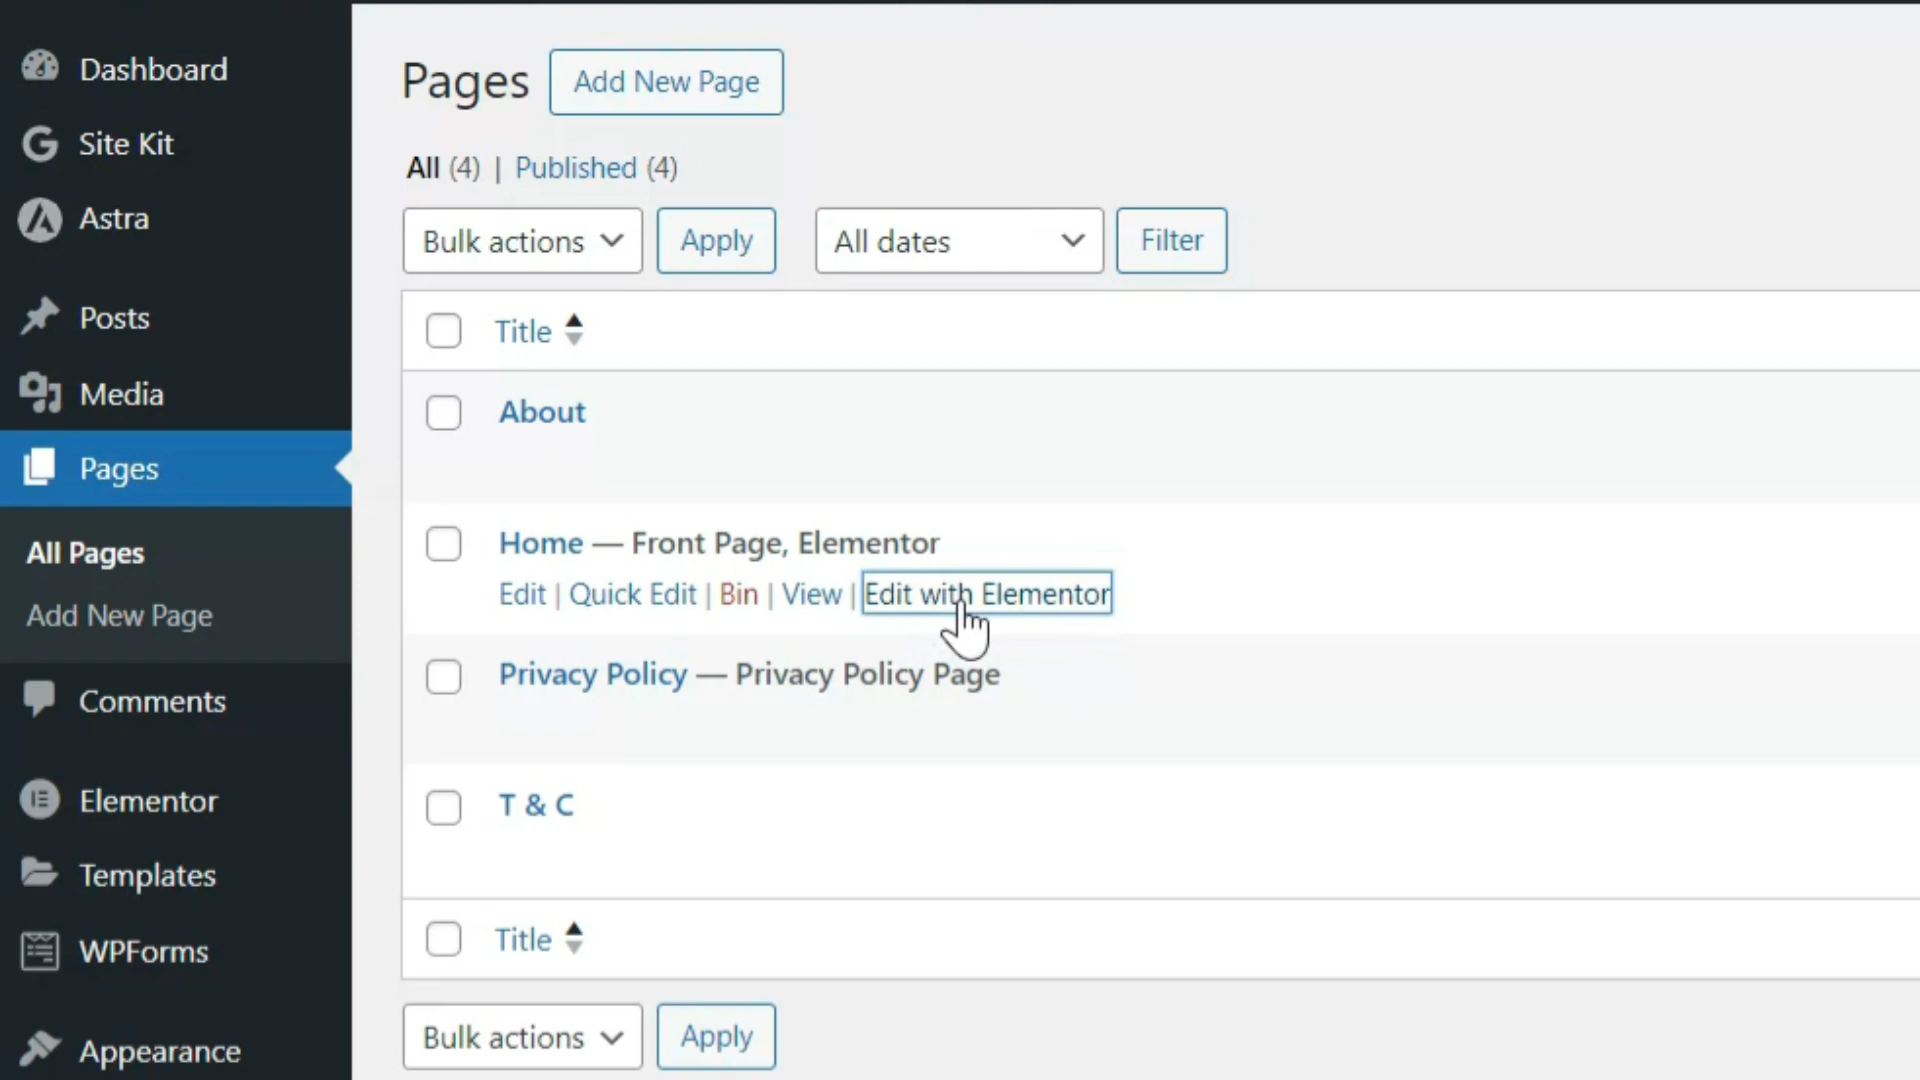 Dashboard
Site Kit
Astra
Posts
Media
Pages
All Pages
Add New Page
Comments
Elementor
Templates
WPForms
Appearance
Pages Add New Page
All (4) | Published (4)
Bulk actions Apply All dates Filter
Title
About
Home — Front Page, Elementor
Edit | Quick Edit | Bin | View | Edit with Elementor
Privacy Policy — Privacy Policy Page
T & C
Title
Bulk actions Apply